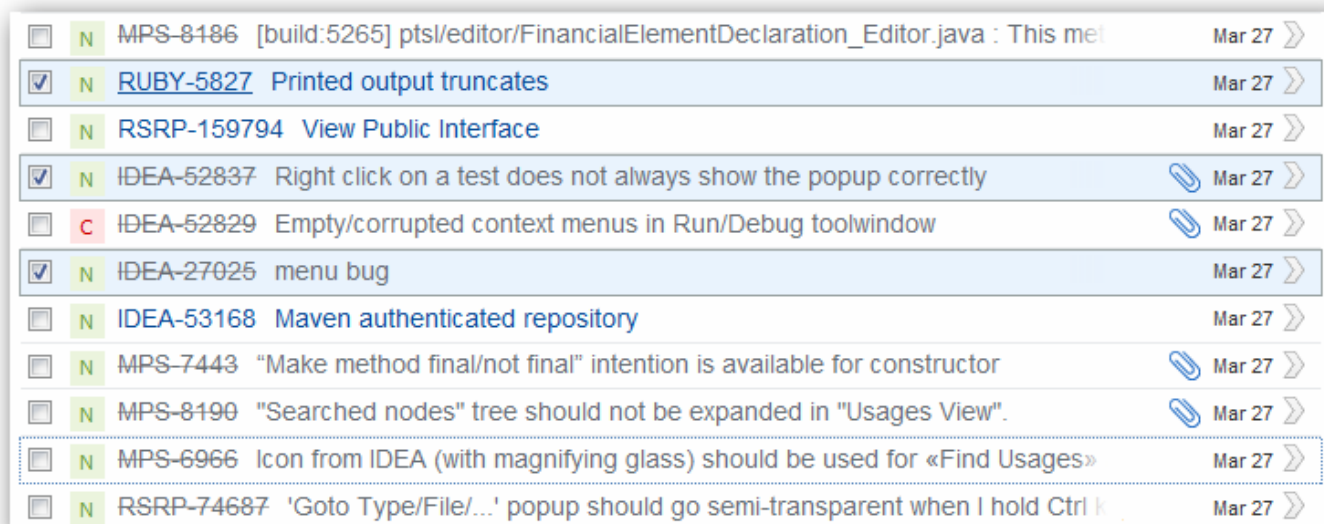 N MPS-8186 [build:5265] ptsl/editor/FinancialElementDeclaration_Editor.java : This met Mar 27
N RUBY-5827 Printed output truncates Mar 27
N RSRP-159794 View Public Interface Mar 27
N IDEA-52837 Right click on a test does not always show the popup correctly Mar 27
C IDEA-52829 Empty/corrupted context menus in Run/Debug toolwindow Mar 27
N IDEA-27025 menu bug Mar 27
N IDEA-53168 Maven authenticated repository Mar 27
N MPS-7443 “Make method final/not final” intention is available for constructor Mar 27
N MPS-8190 "Searched nodes" tree should not be expanded in "Usages View". Mar 27
N MPS-6966 Icon from IDEA (with magnifying glass) should be used for «Find Usages» Mar 27
N RSRP-74687 'Goto Type/File/...' popup should go semi-transparent when I hold Ctrl k Mar 27